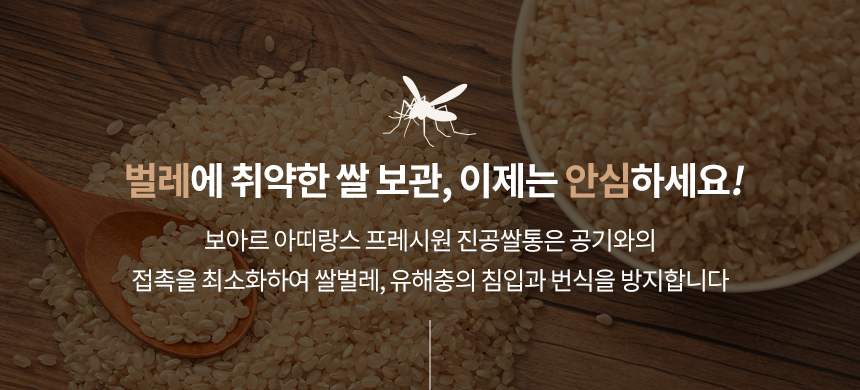 벌레에 취약한 쌀 보관, 이제는 안심하세요!
보아르 아띠랑스 프레시원 진공쌀통은 공기와의
접촉을 최소화하여 쌀벌레, 유해충의 침입과 번식을 방지합니다